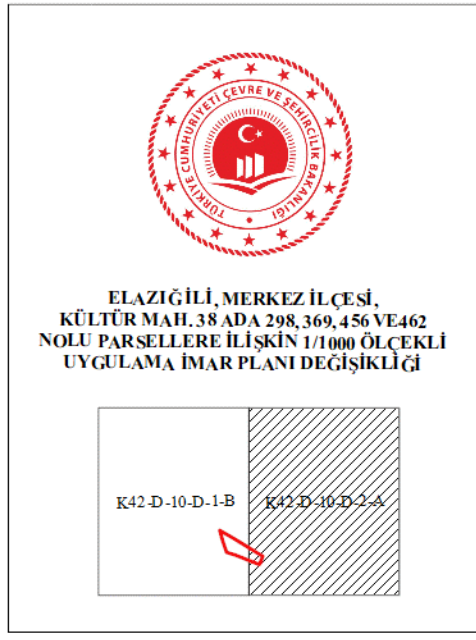 TÜRKİYE CUMHURİYETİ ÇEVRE VE ŞEHİRCİLİK BAKANLIĞI
ELAZIĞ İLİ, MERKEZ İLÇESİ,
KÜLTÜR MAH. 38 ADA 298, 369, 456 VE462
NOLU PARSELLERE İLİŞKİN 1/1000 ÖLÇEKLİ
UYGULAMA İMAR PLANI DEĞİŞİKLİĞİ
K42-D-10-D-1-B
K42-D-10-D-2-A